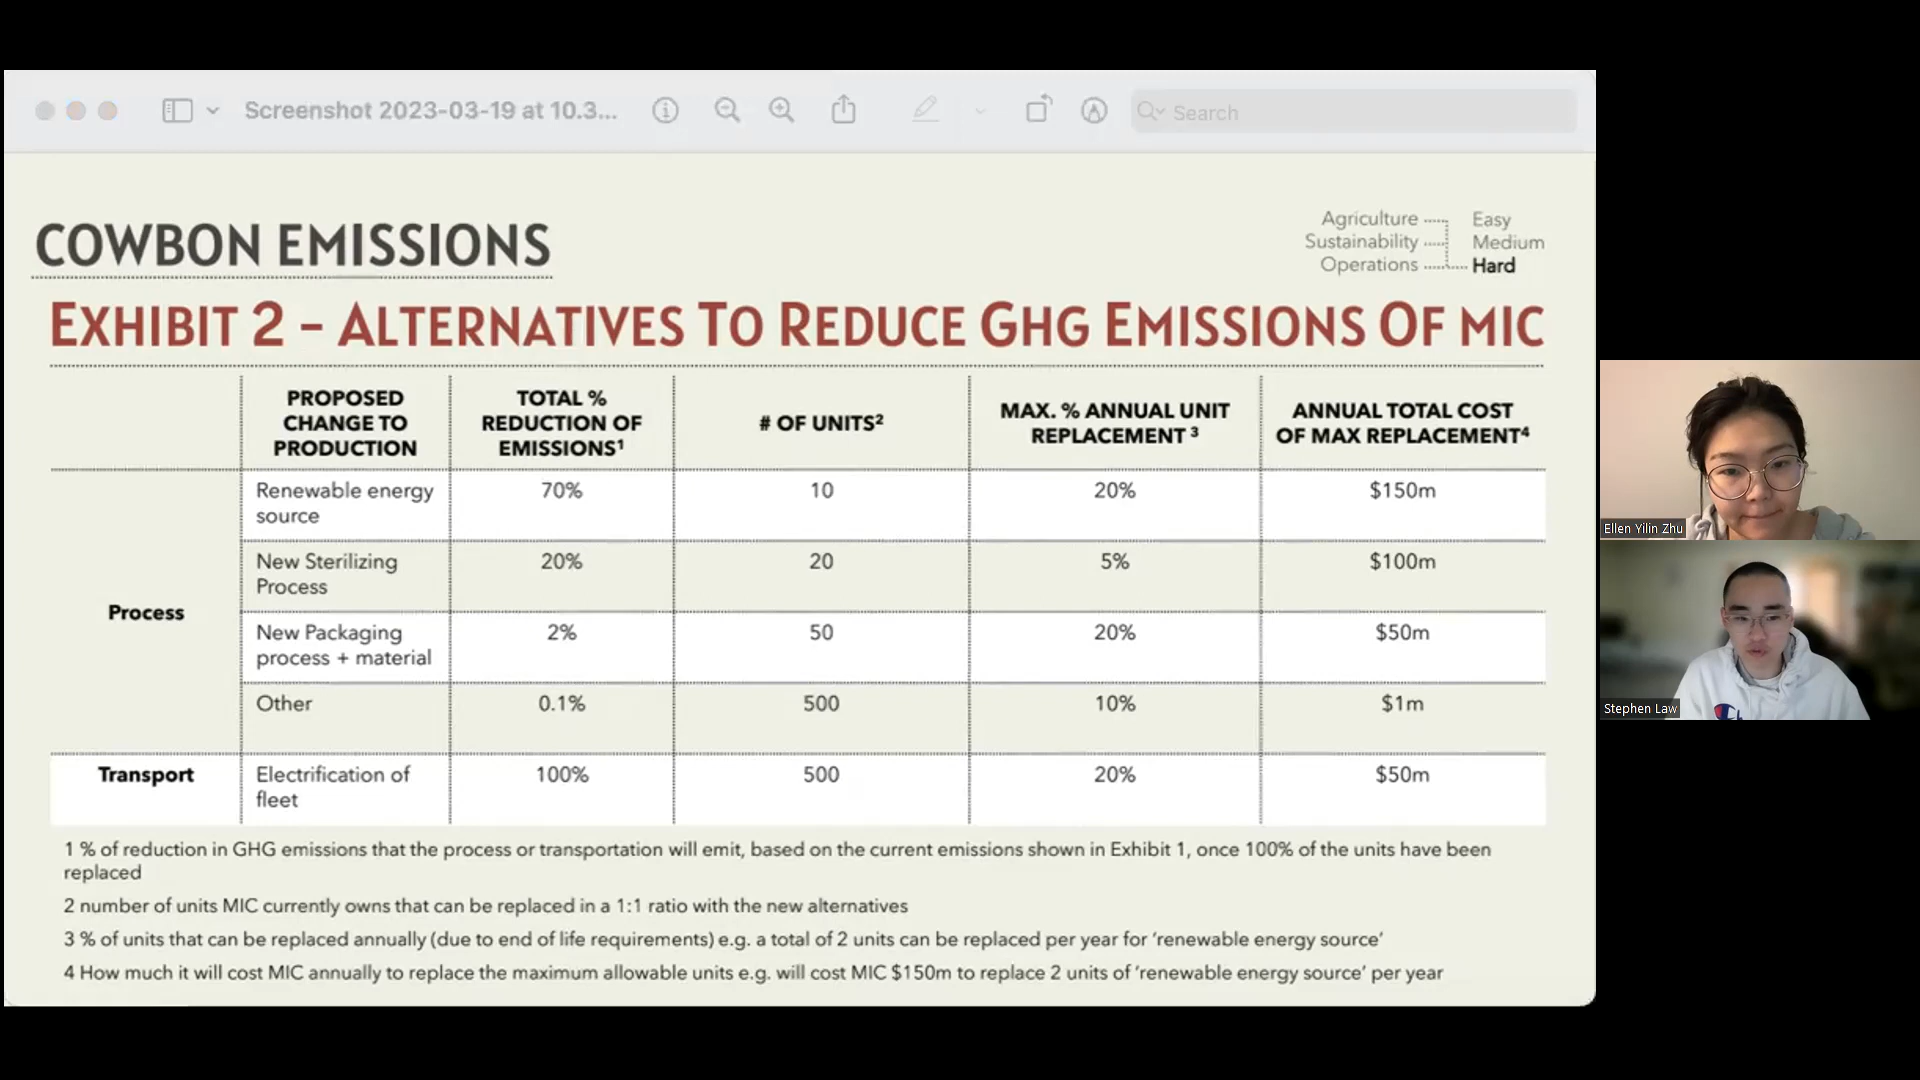 Screenshot 2023-03-19 at 10.3...
Search
COWBON EMISSIONS
Agriculture
Sustainability
Operations
Easy
Medium
Hard
EXHIBIT 2 – ALTERNATIVES TO REDUCE GHG EMISSIONS OF MIC
PROPOSED
CHANGE TO
PRODUCTION
TOTAL %
REDUCTION OF
EMISSIONS¹
# OF UNITS²
MAX. % ANNUAL UNIT
REPLACEMENT ³
ANNUAL TOTAL COST
OF MAX REPLACEMENT⁴
Process
Renewable energy
source
70%
10
20%
$150m
New Sterilizing
Process
20%
20
5%
$100m
New Packaging
process + material
2%
50
20%
$50m
Other
0.1%
500
10%
$1m
Transport
Electrification of
fleet
100%
500
20%
$50m
1 % of reduction in GHG emissions that the process or transportation will emit, based on the current emissions shown in Exhibit 1, once 100% of the units have been
replaced
2 number of units MIC currently owns that can be replaced in a 1:1 ratio with the new alternatives
3 % of units that can be replaced annually (due to end of life requirements) e.g. a total of 2 units can be replaced per year for ‘renewable energy source’
4 How much it will cost MIC annually to replace the maximum allowable units e.g. will cost MIC $150m to replace 2 units of ‘renewable energy source’ per year
Ellen Yilin Zhu
Stephen Law